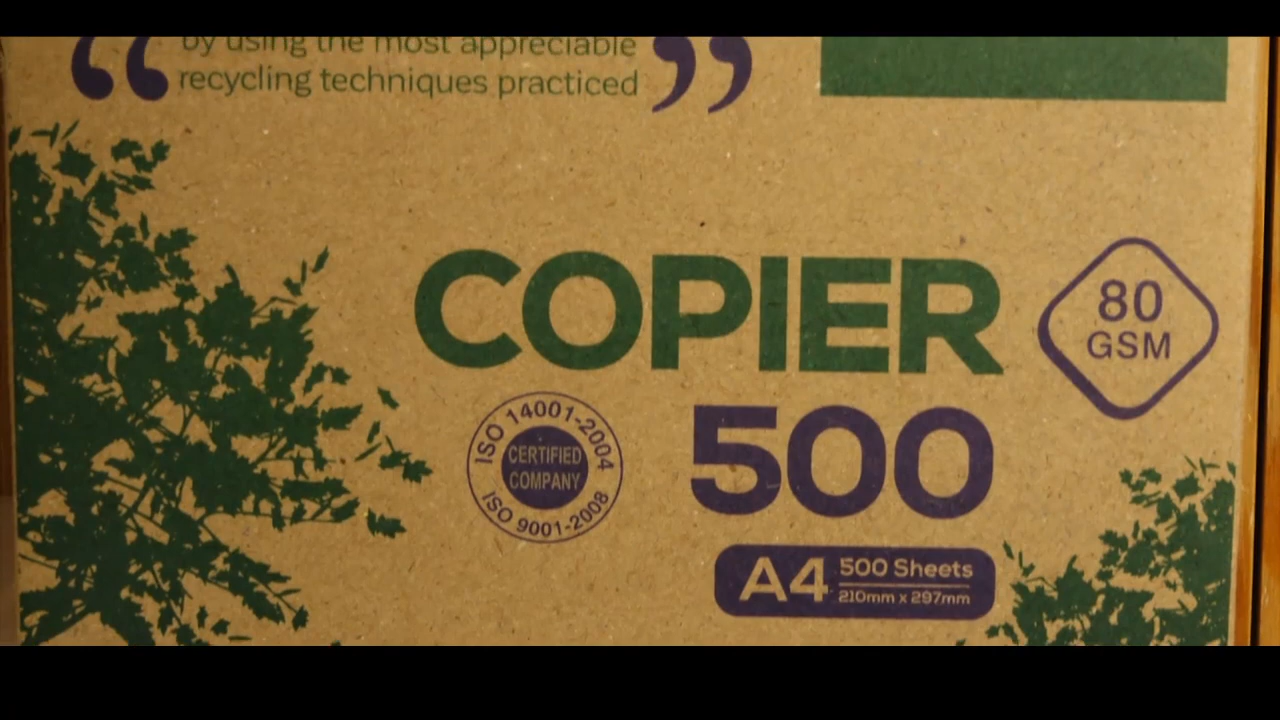 “ by using the most appreciable
recycling techniques practiced ”
COPIER
80
GSM
500
ISO 14001-2004
CERTIFIED
COMPANY
ISO 9001-2008
A4
500 Sheets
210mm x 297mm